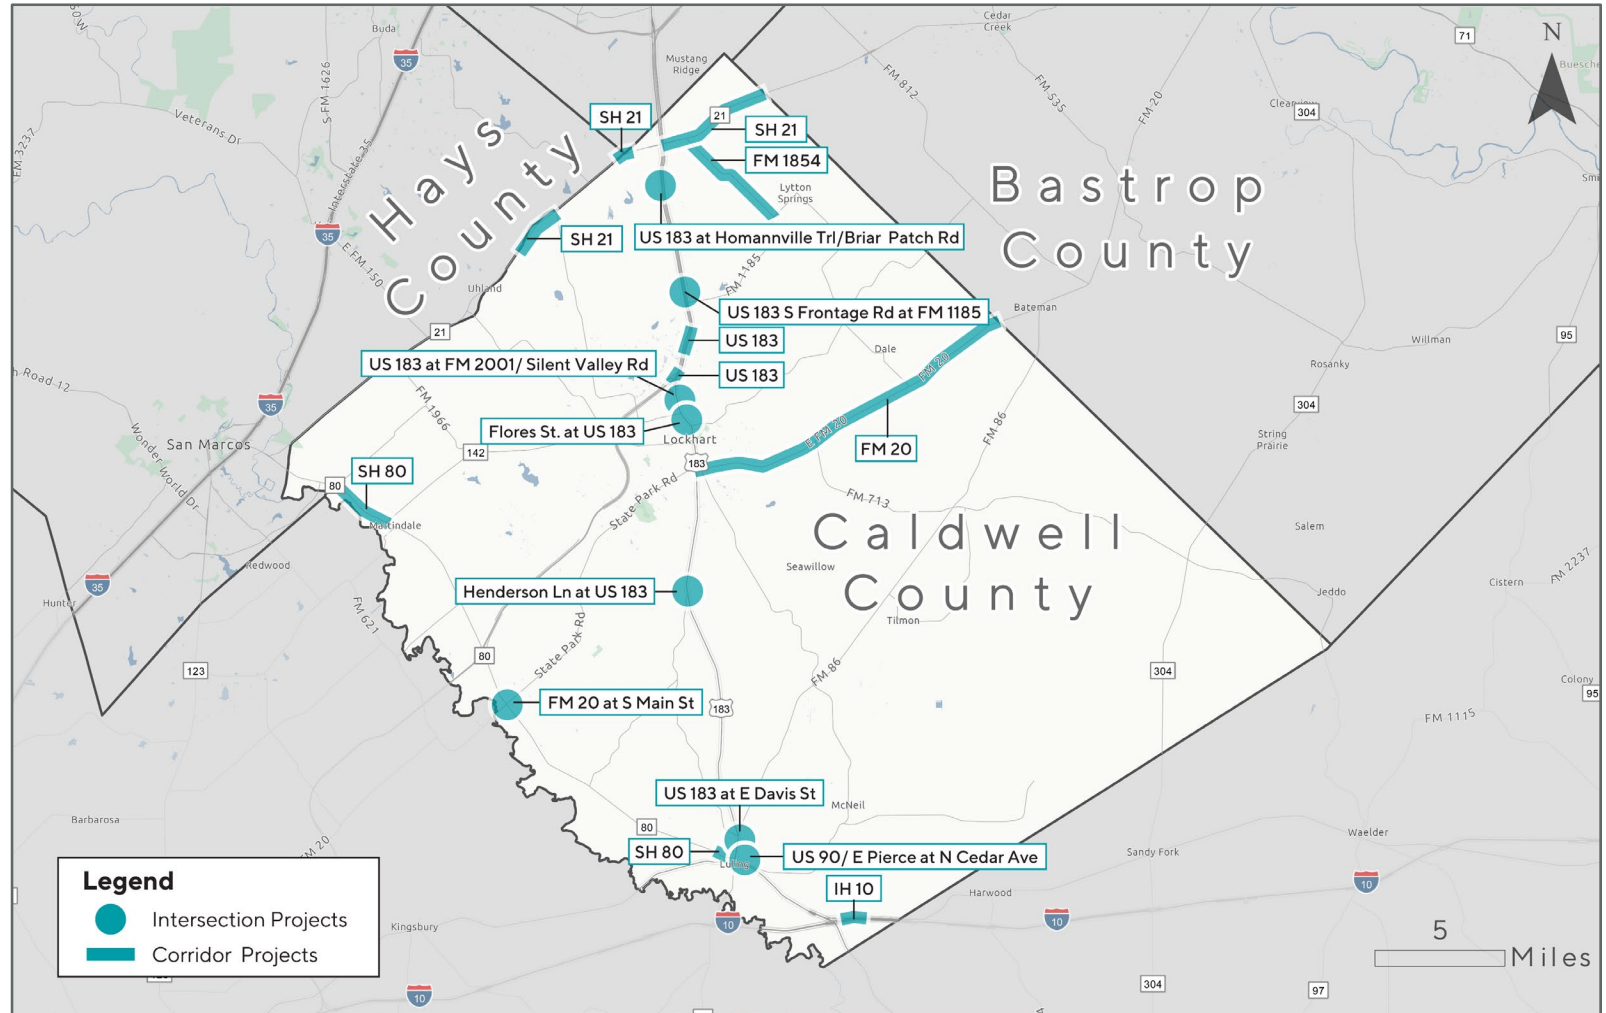 50 W
Buda
35
S FM 1626
Veterans Dr
FM 3237
Interstate 35
Mustang
Ridge
Cedar
Creek
71
N
FM 812
FM 535
FM 20
304
SH 21
21
SH 21
FM 1854
Lytton
Springs
Hays
County
Bastrop
County
35
E FM 150
SH 21
US 183 at Homannville Trl/Briar Patch Rd
FM 1185
Uhland
21
US 183 S Frontage Rd at FM 1185
Bateman
US 183
Dale
Willman
95
Rosanky
US 183 at FM 2001/ Silent Valley Rd
US 183
FM 20
h Road 12
35
FM 1966
304
Flores St. at US 183
Lockhart
E FM 20
FM 20
FM 86
String
Prairie
San Marcos
Wonder World Dr
142
183
SH 80
80
Martindale
State Park Rd
FM 713
Caldwell
County
Salem
Redwood
Seawillow
35
Hunter
FM 621
Henderson Ln at US 183
Tilmon
Jeddo
Cistern
FM 2237
80
State Park Rd
123
FM 86
304
Colony
95
FM 20 at S Main St
183
FM 1115
US 183 at E Davis St
McNeil
Barbarosa
80
Waelder
FM 20
SH 80
Luling
US 90/ E Pierce at N Cedar Ave
Sandy Fork
IH 10
Harwood
10
10
10
Kingsbury
Legend
Intersection Projects
Corridor Projects
5
Miles
10
304
97